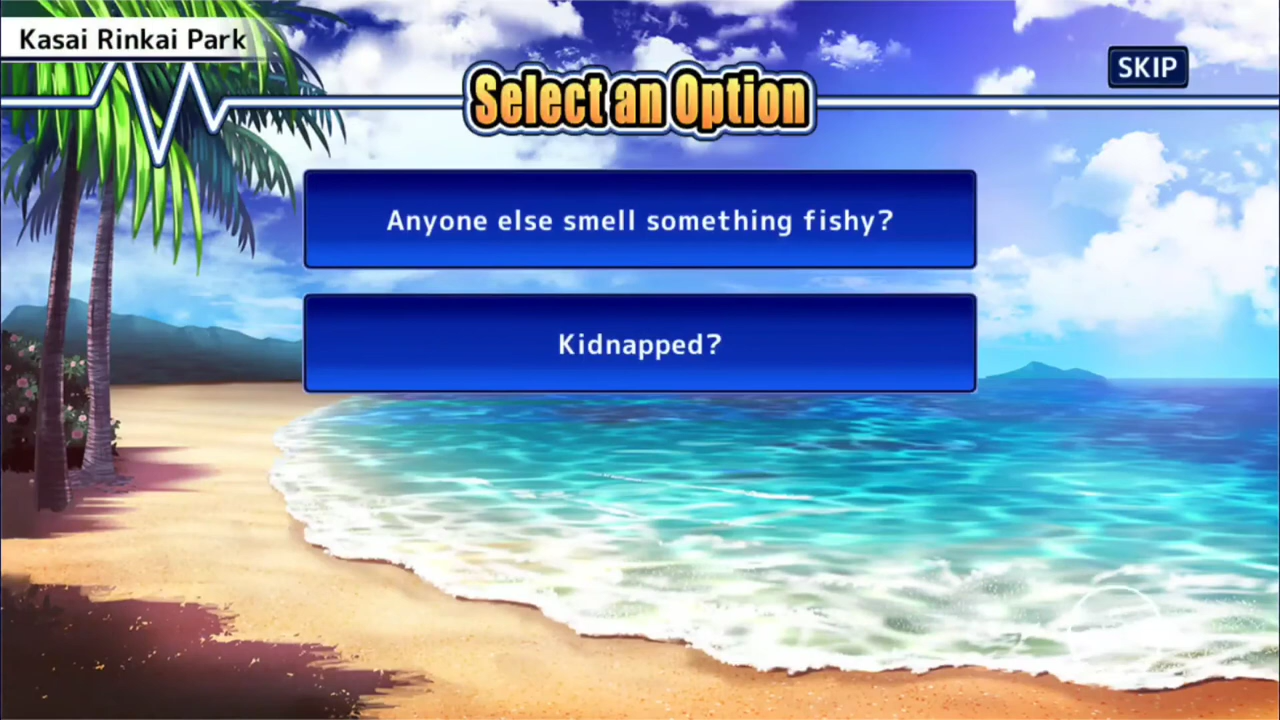 Kasai Rinkai Park
SKIP
Select an Option
Anyone else smell something fishy?
Kidnapped?